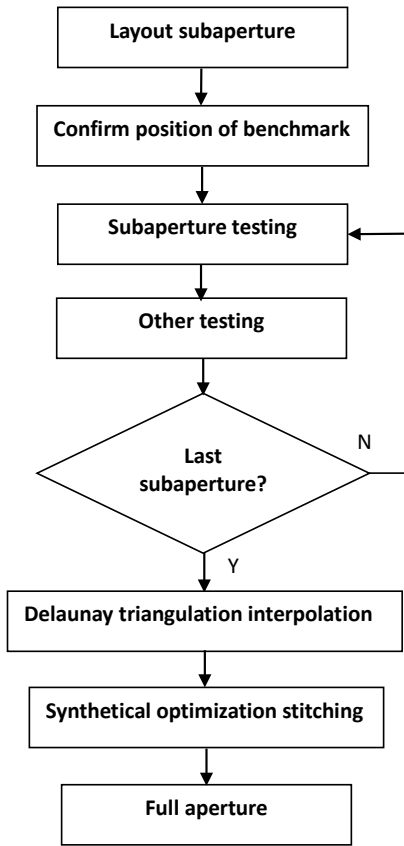 Layout subaperture
Confirm position of benchmark
Subaperture testing
Other testing
Last
subaperture?
N
Y
Delaunay triangulation interpolation
Synthetical optimization stitching
Full aperture